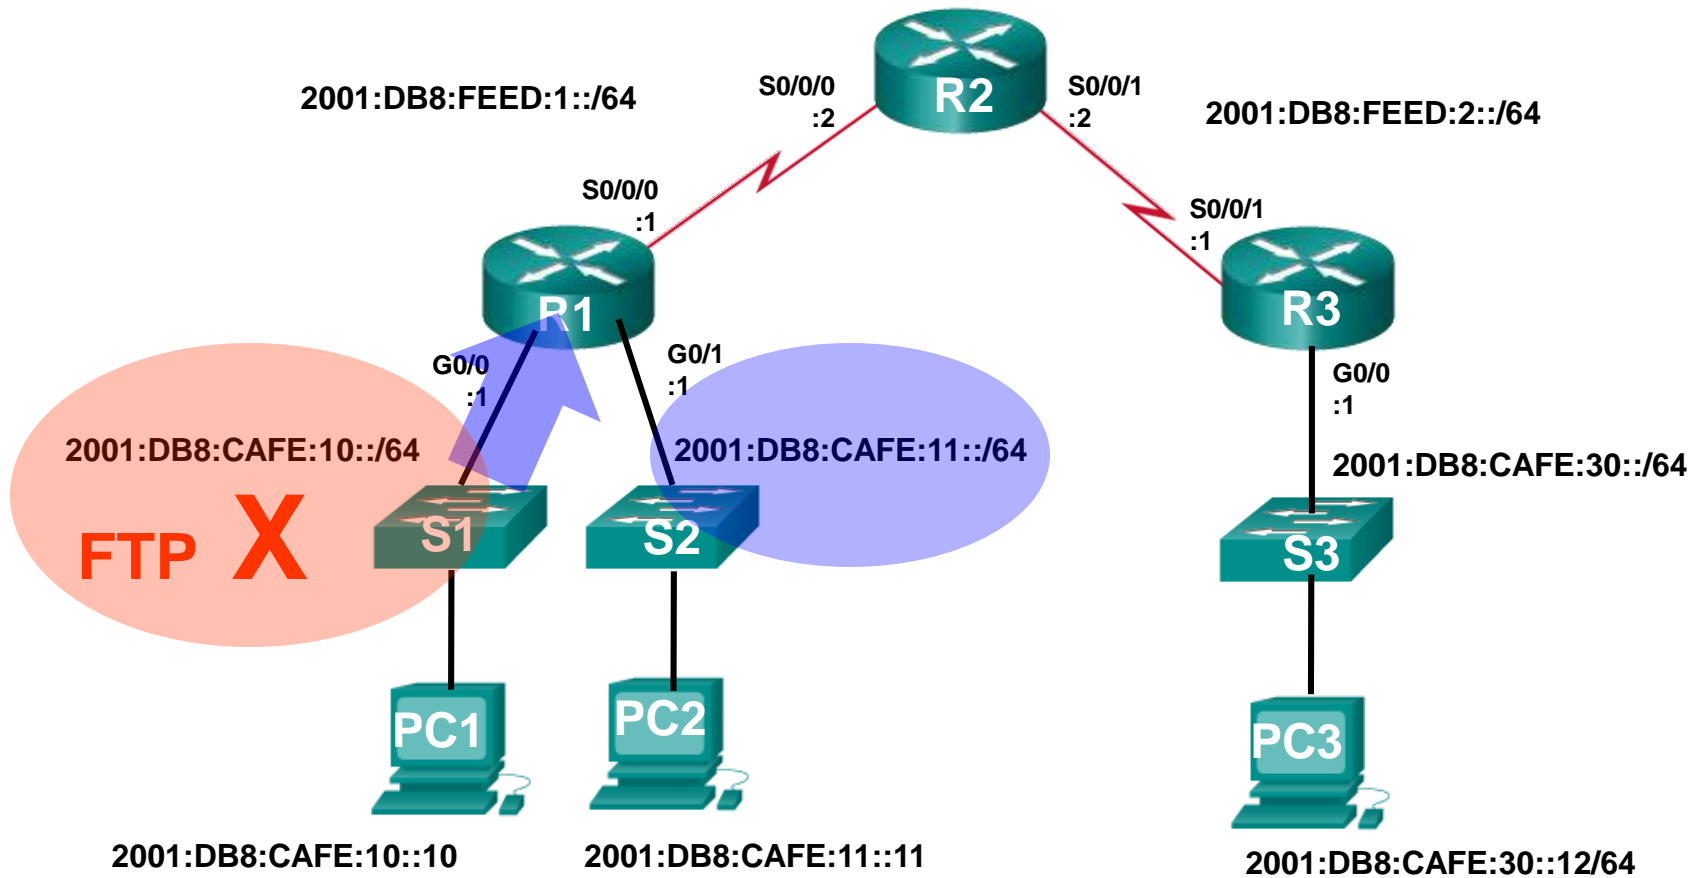 R2
S0/0/0
:2
S0/0/1
:2
2001:DB8:FEED:1::/64
2001:DB8:FEED:2::/64
S0/0/0
:1
S0/0/1
:1
R1
R3
G0/0
:1
G0/1
:1
G0/0
:1
2001:DB8:CAFE:10::/64
2001:DB8:CAFE:11::/64
2001:DB8:CAFE:30::/64
FTP X
S1
S2
S3
PC1
PC2
PC3
2001:DB8:CAFE:10::10
2001:DB8:CAFE:11::11
2001:DB8:CAFE:30::12/64